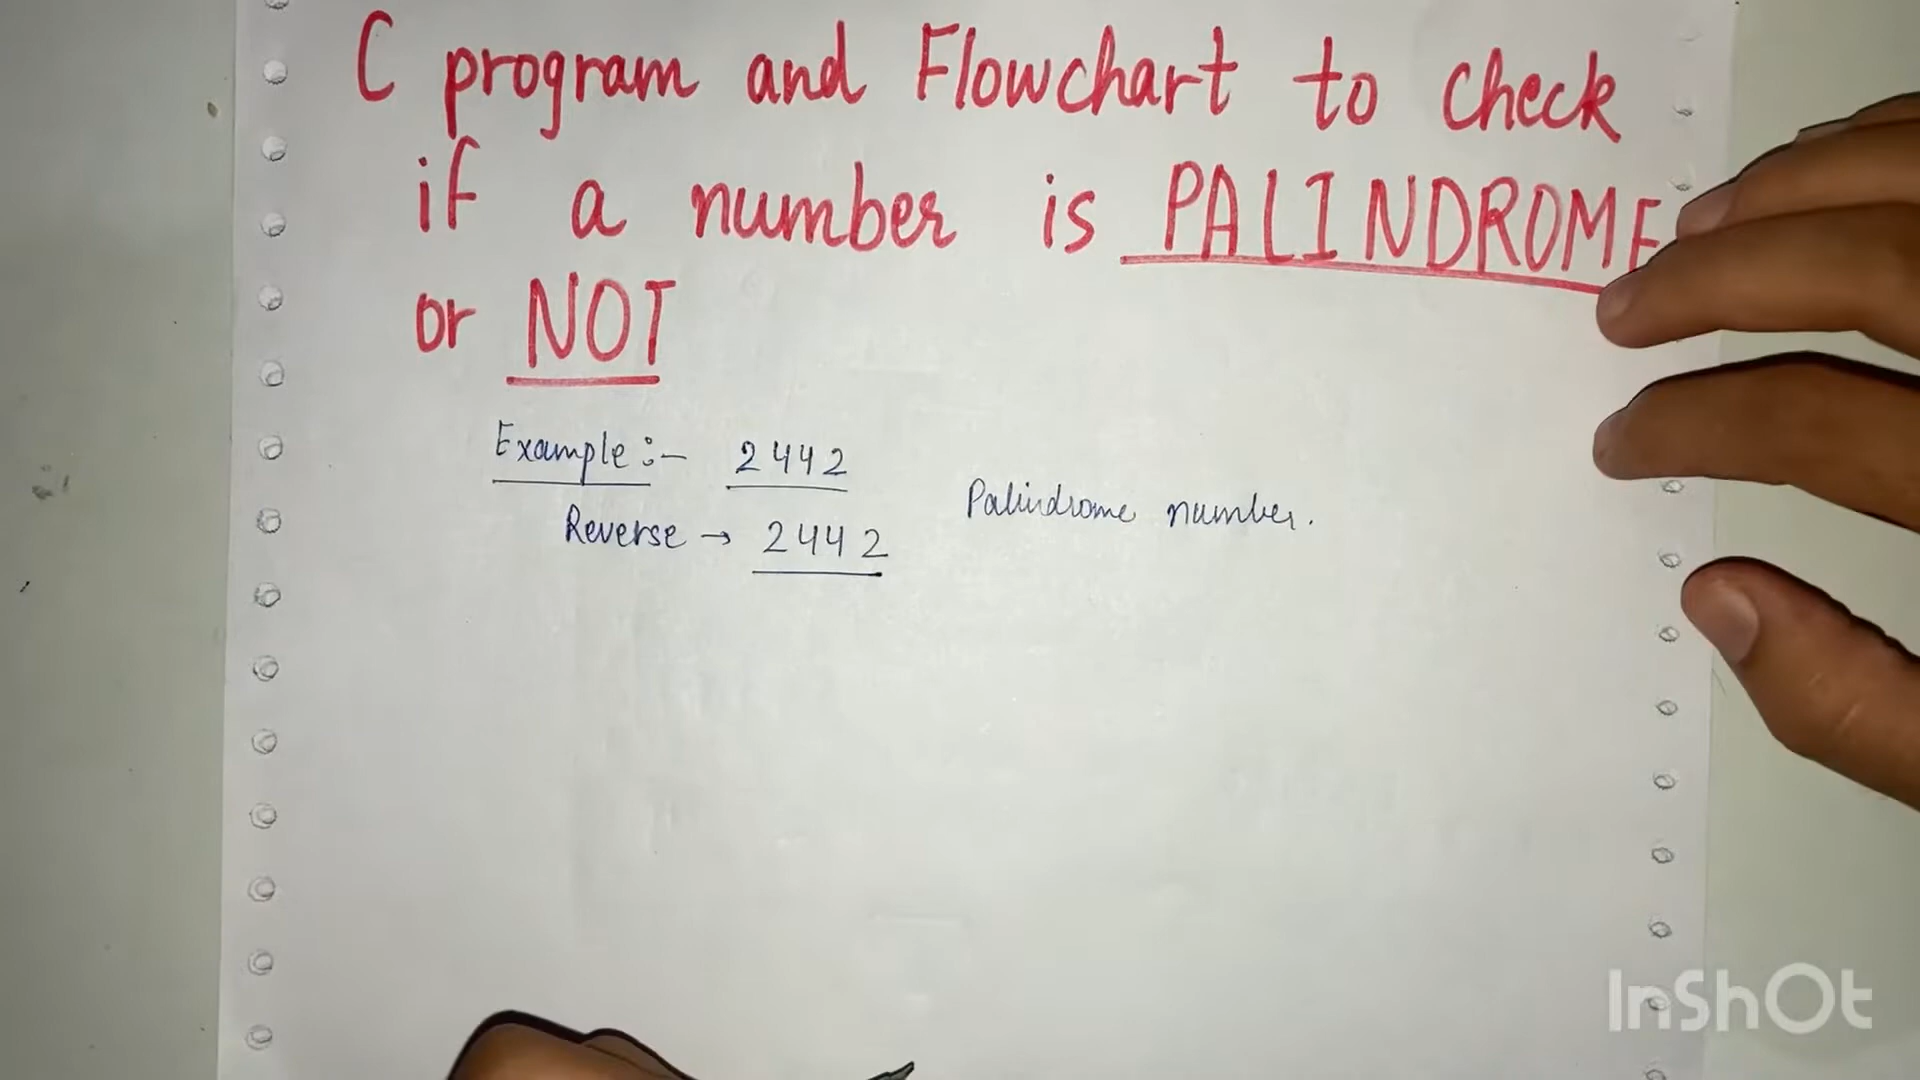 C program and Flowchart to check
if a number is PALINDROME
or NOT
Example :- 2442
Palindrome number.
Reverse → 2442
InShOt